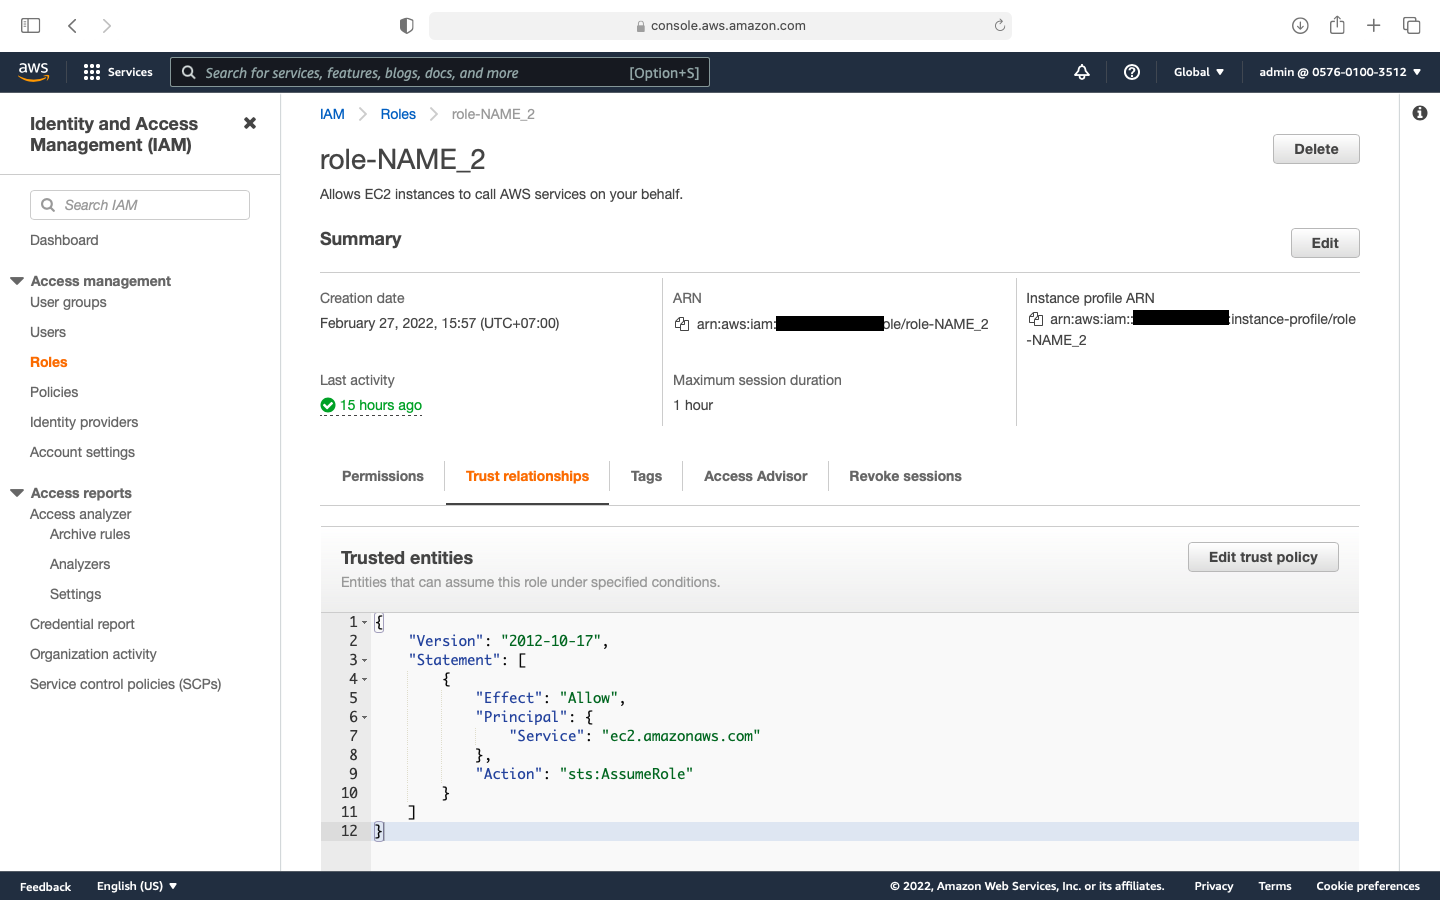 console.aws.amazon.com
aws
Services
Search for services, features, blogs, docs, and more
[Option+S]
Global ▼
admin @ 0576-0100-3512 ▼
Identity and Access
Management (IAM)
Search IAM
Dashboard
Access management
User groups
Users
Roles
Policies
Identity providers
Account settings
Access reports
Access analyzer
Archive rules
Analyzers
Settings
Credential report
Organization activity
Service control policies (SCPs)
IAM > Roles > role-NAME_2
role-NAME_2
Delete
Allows EC2 instances to call AWS services on your behalf.
Summary
Edit
Creation date
February 27, 2022, 15:57 (UTC+07:00)
ARN
arn:aws:iam: ole/role-NAME_2
Instance profile ARN
arn:aws:iam:: :instance-profile/role
-NAME_2
Last activity
15 hours ago
Maximum session duration
1 hour
Permissions
Trust relationships
Tags
Access Advisor
Revoke sessions
Trusted entities
Edit trust policy
Entities that can assume this role under specified conditions.
1 {
2 "Version": "2012-10-17",
3 "Statement": [
4 {
5 "Effect": "Allow",
6 "Principal": {
7 "Service": "ec2.amazonaws.com"
8 },
9 "Action": "sts:AssumeRole"
10 }
11 ]
12 }
Feedback
English (US) ▼
© 2022, Amazon Web Services, Inc. or its affiliates.
Privacy
Terms
Cookie preferences